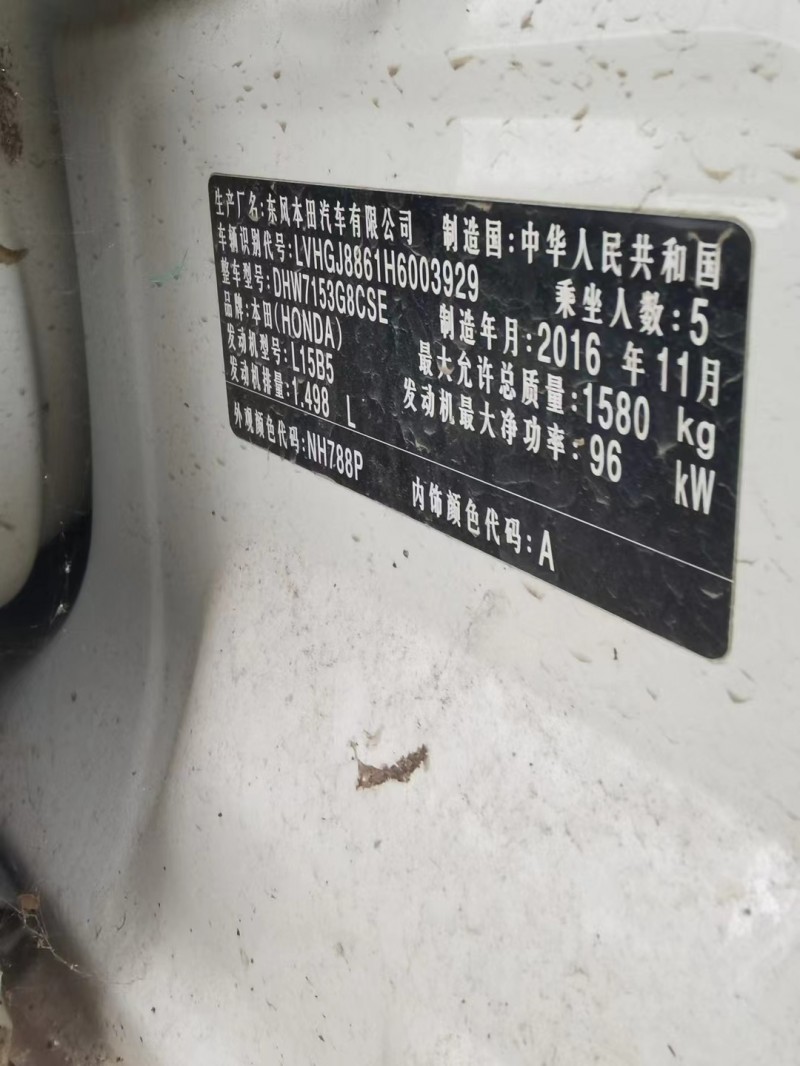 生产厂名:东风本田汽车有限公司 制造国:中华人民共和国
车辆识别代号:LVHGJ8861H6003929 乘坐人数:5
整车型号:DHW7153G8CSE 制造年月:2016 年 11月
品牌:本田(HONDA) 最大允许总质量:1580 kg
发动机型号:L15B5 发动机最大净功率:96 kW
发动机排量:1.498 L
外观颜色代码:NH788P 内饰颜色代码:A